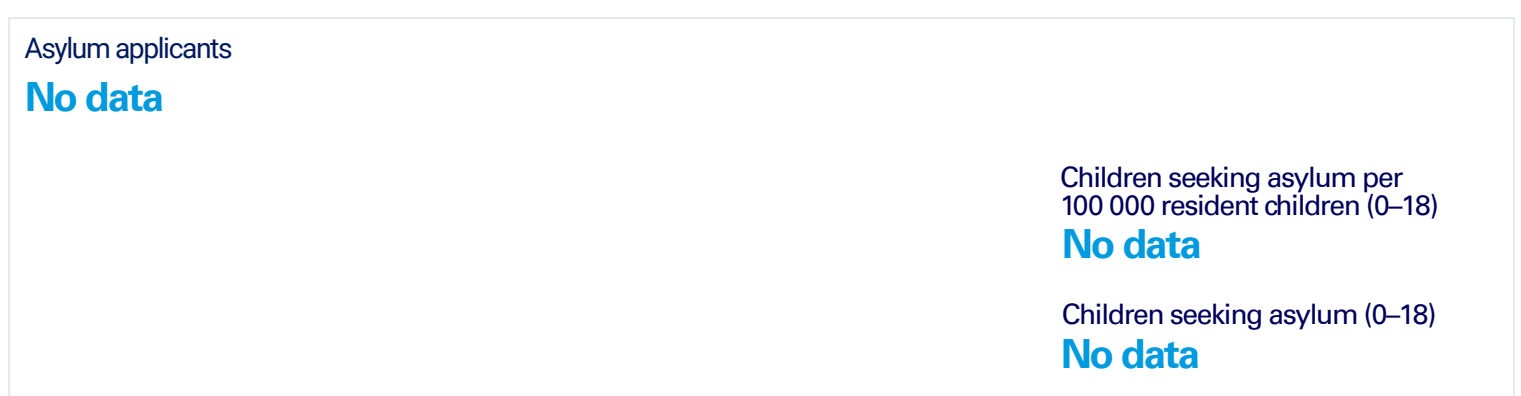 Asylum applicants
No data
Children seeking asylum per
100 000 resident children (0–18)
No data
Children seeking asylum (0–18)
No data